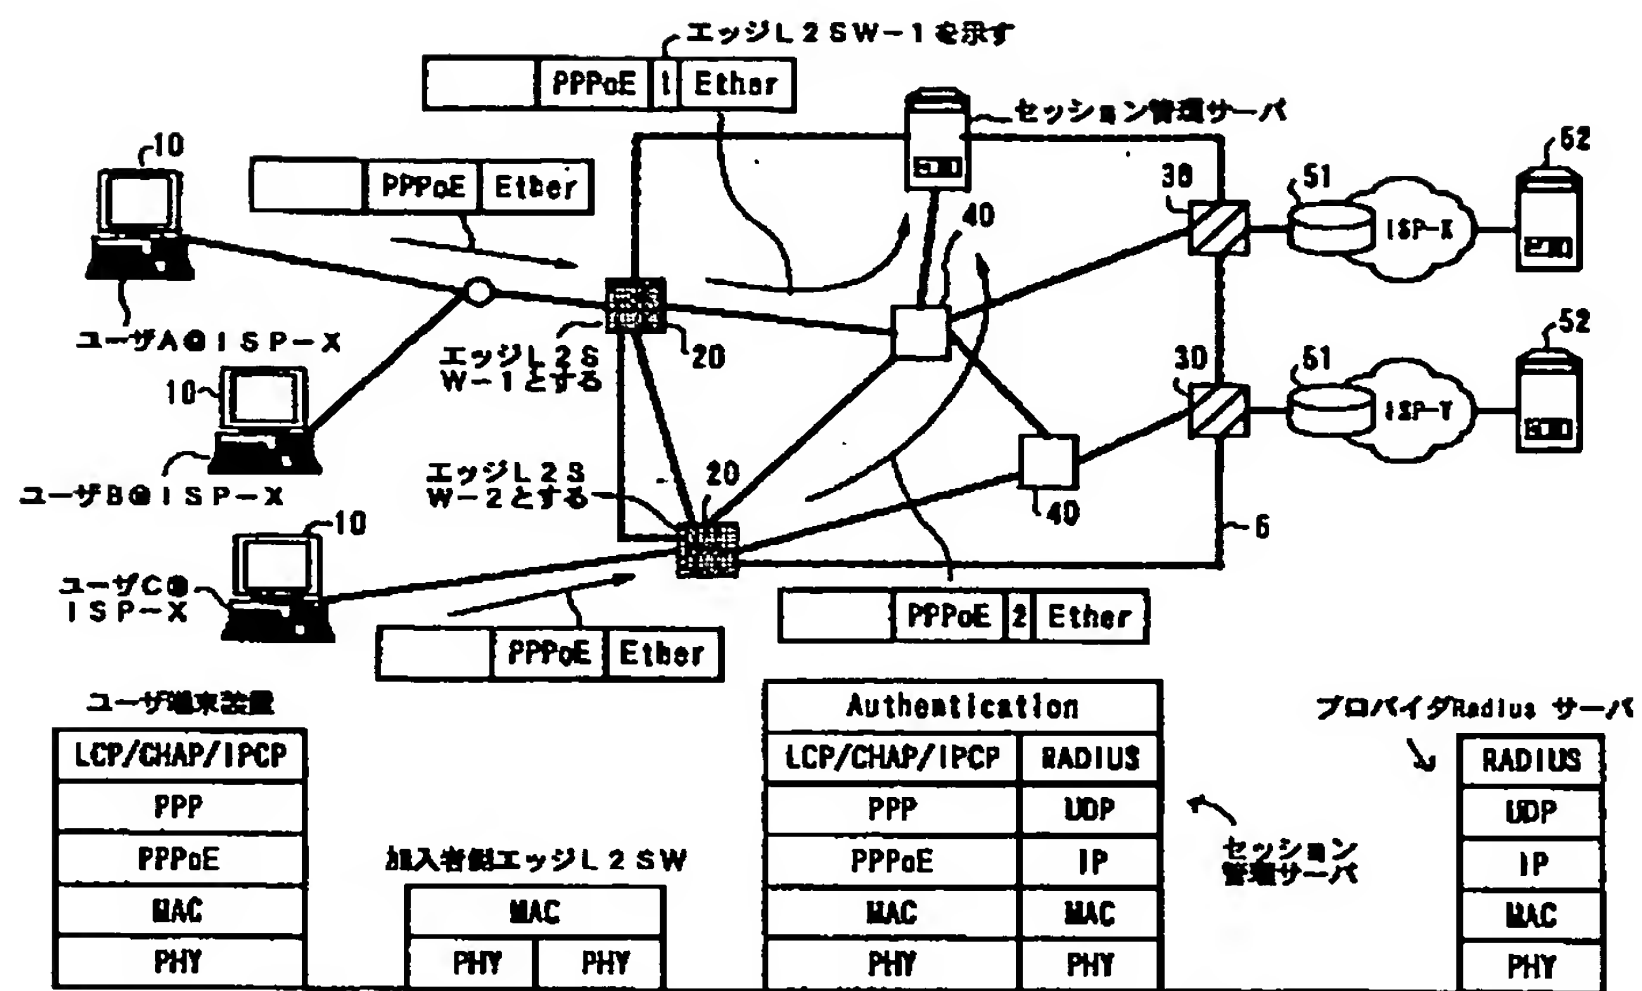 エッジL2SW-1を示す
PPPoE 1 Ether
セッション管理サーバ
10
PPPoE Ether
30
51
52
40
ISP-X
ユーザA@ISP-X
エッジL2S
W-1とする
20
10
30
51
52
ISP-Y
ユーザB@ISP-X
エッジL2S
W-2とする
20
40
6
10
ユーザC@
ISP-X
PPPoE Ether
PPPoE 2 Ether
ユーザ端末装置
LCP/CHAP/IPCP
PPP
PPPoE
MAC
PHY
加入者側エッジL2SW
MAC
PHY PHY
Authentication
LCP/CHAP/IPCP RADIUS
PPP UDP
PPPoE IP
MAC MAC
PHY PHY
セッション
管理サーバ
プロバイダRadius サーバ
RADIUS
UDP
IP
MAC
PHY